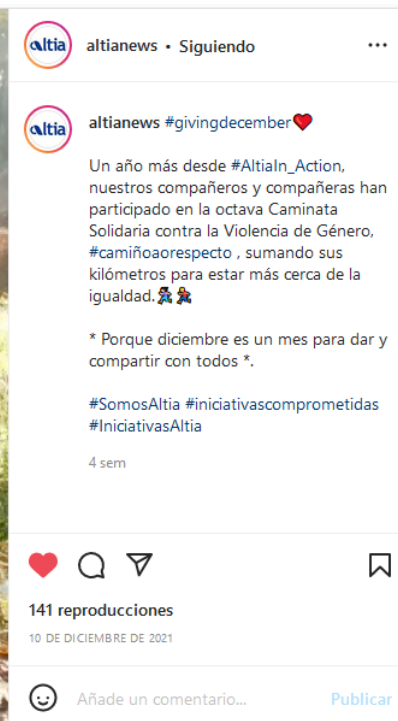 altia
altianews • Siguiendo
altia
altianews #givingdecember
Un año más desde #AltiaIn_Action,
nuestros compañeros y compañeras han
participado en la octava Caminata
Solidaria contra la Violencia de Género,
#camiñoaorespecto , sumando sus
kilómetros para estar más cerca de la
igualdad.
* Porque diciembre es un mes para dar y
compartir con todos *.
#SomosAltia #iniciativascomprometidas
#IniciativasAltia
4 sem
141 reproducciones
10 DE DICIEMBRE DE 2021
Añade un comentario...
Publicar